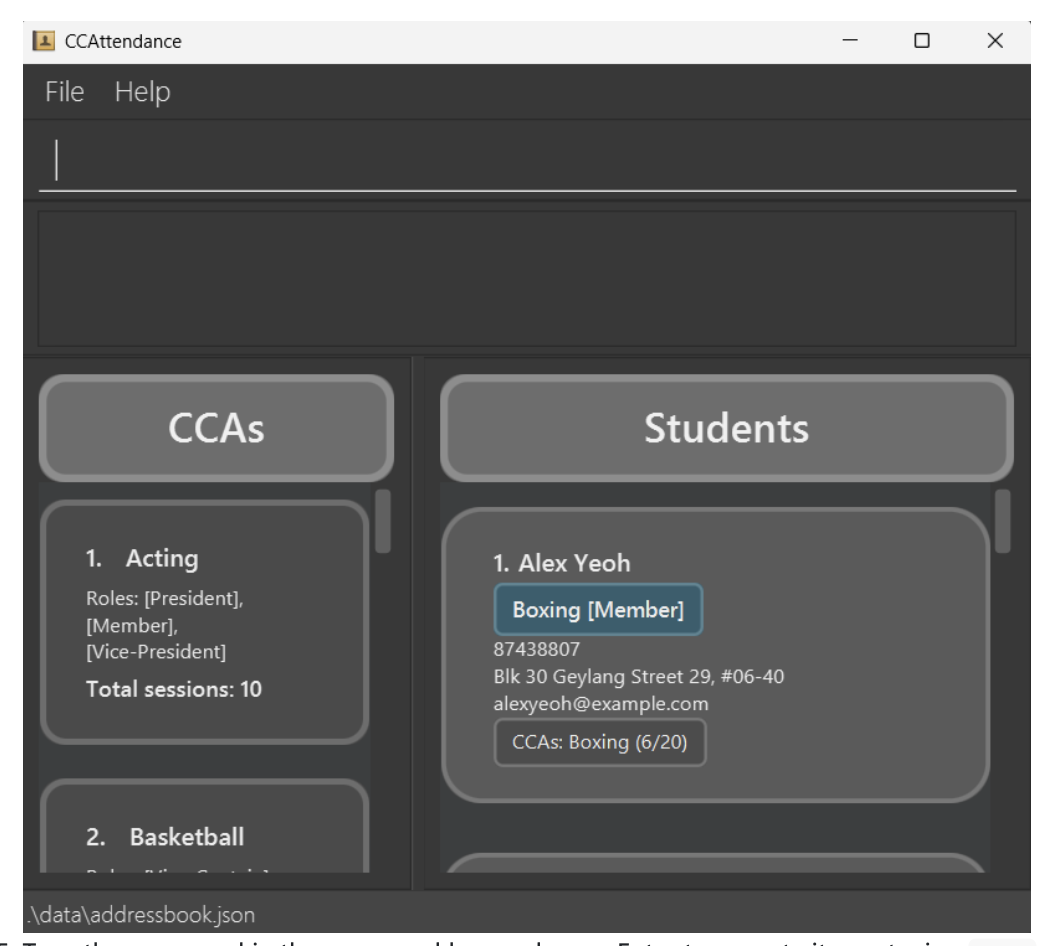 CCAttendance
File Help
CCAs
1. Acting
Roles: [President],
[Member],
[Vice-President]
Total sessions: 10
2. Basketball
Students
1. Alex Yeoh
Boxing [Member]
87438807
Blk 30 Geylang Street 29, #06-40
alexyeoh@example.com
CCAs: Boxing (6/20)
.\data\addressbook.json